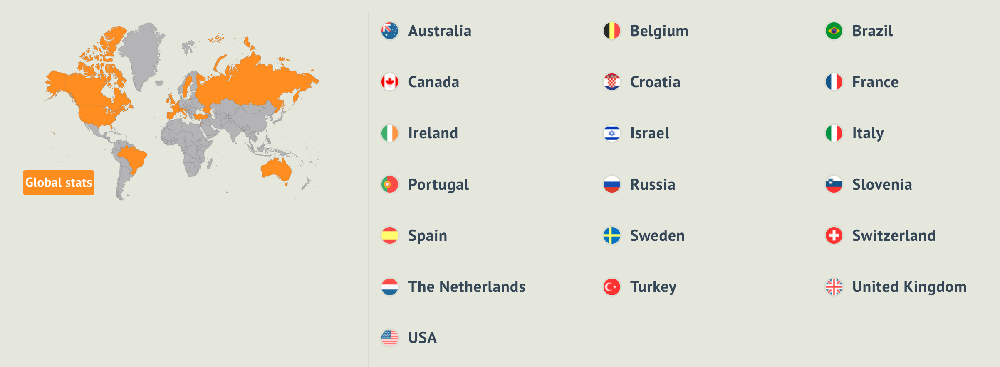 Global stats
Australia
Belgium
Brazil
Canada
Croatia
France
Ireland
Israel
Italy
Portugal
Russia
Slovenia
Spain
Sweden
Switzerland
The Netherlands
Turkey
United Kingdom
USA